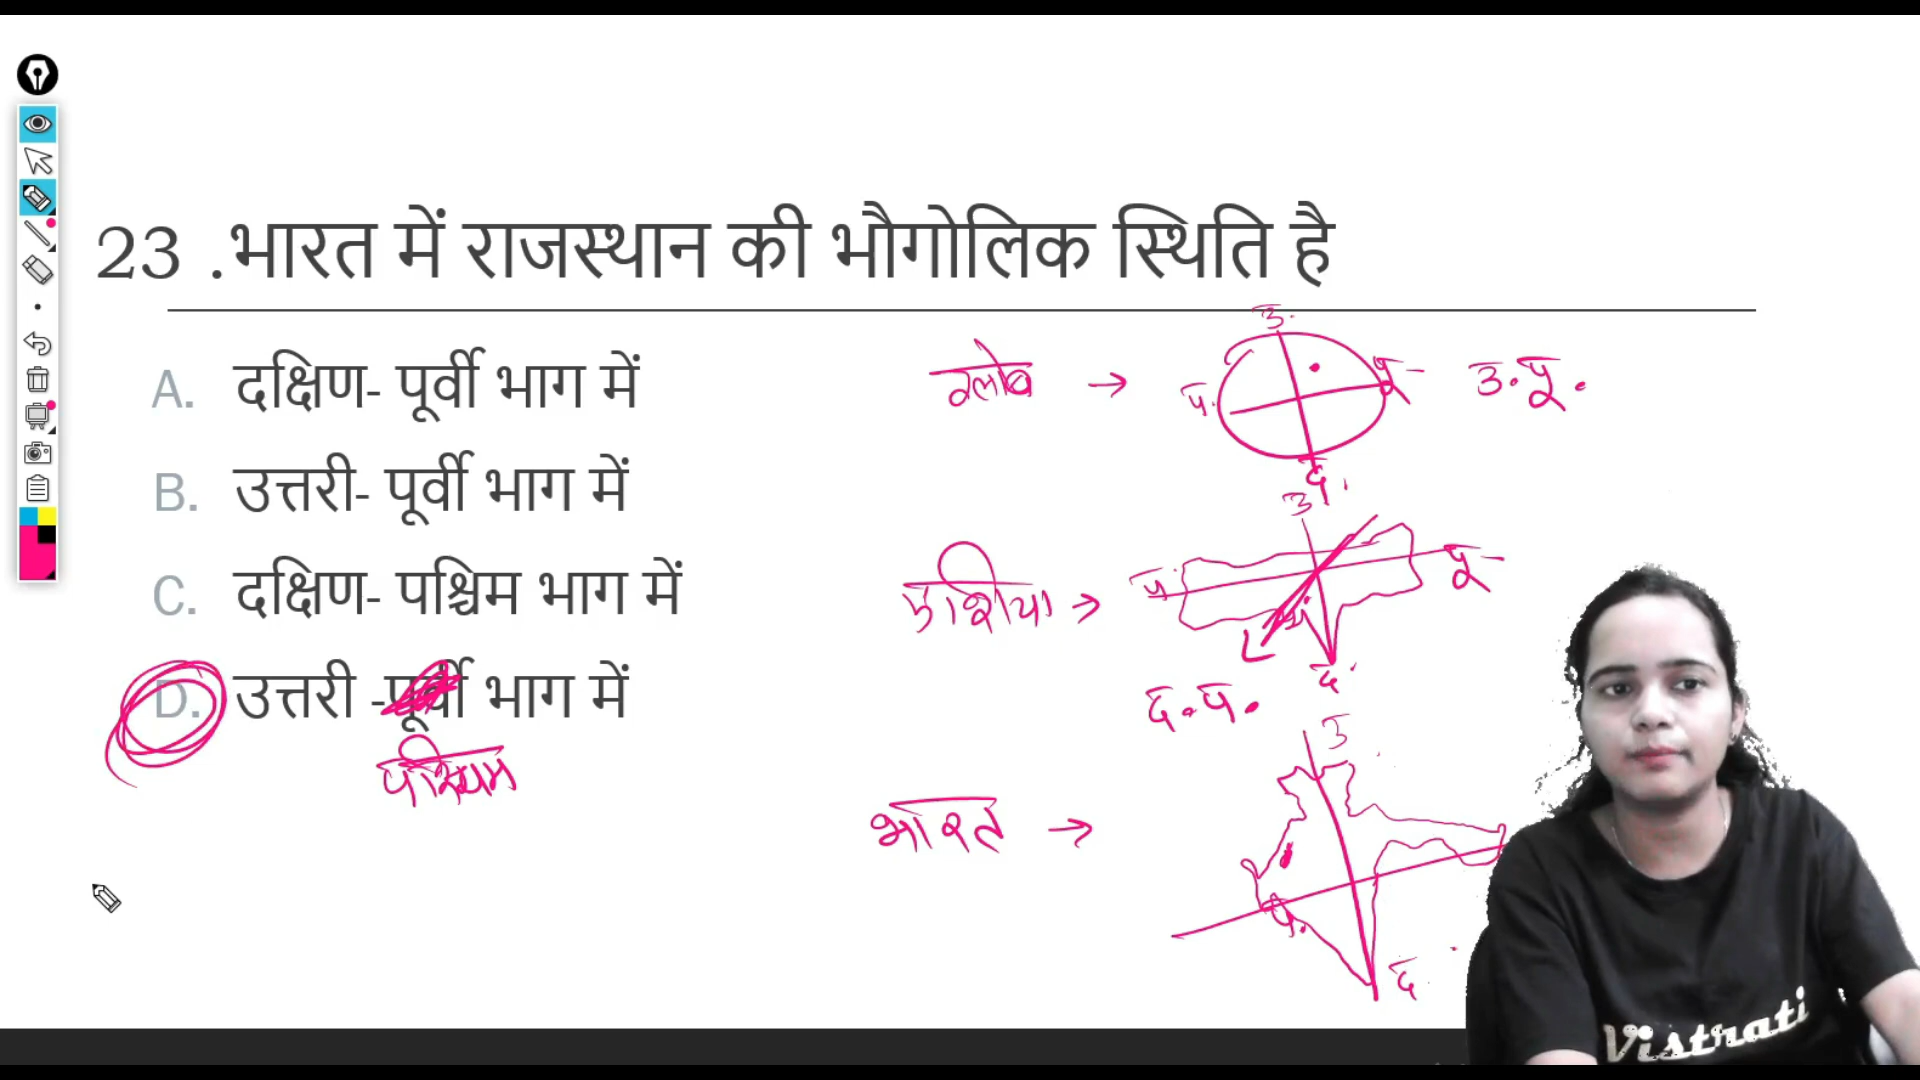 23 .भारत में राजस्थान की भौगोलिक स्थिति है
A. दक्षिण- पूर्वी भाग में
B. उत्तरी- पूर्वी भाग में
C. दक्षिण- पश्चिम भाग में
D. उत्तरी -पूर्वी भाग में
पश्चिम
ग्लोब → उ. प. पू द. उ.पू.
एशिया → उ प पू द.
द.प.
भारत → उ प. द
Vistrati